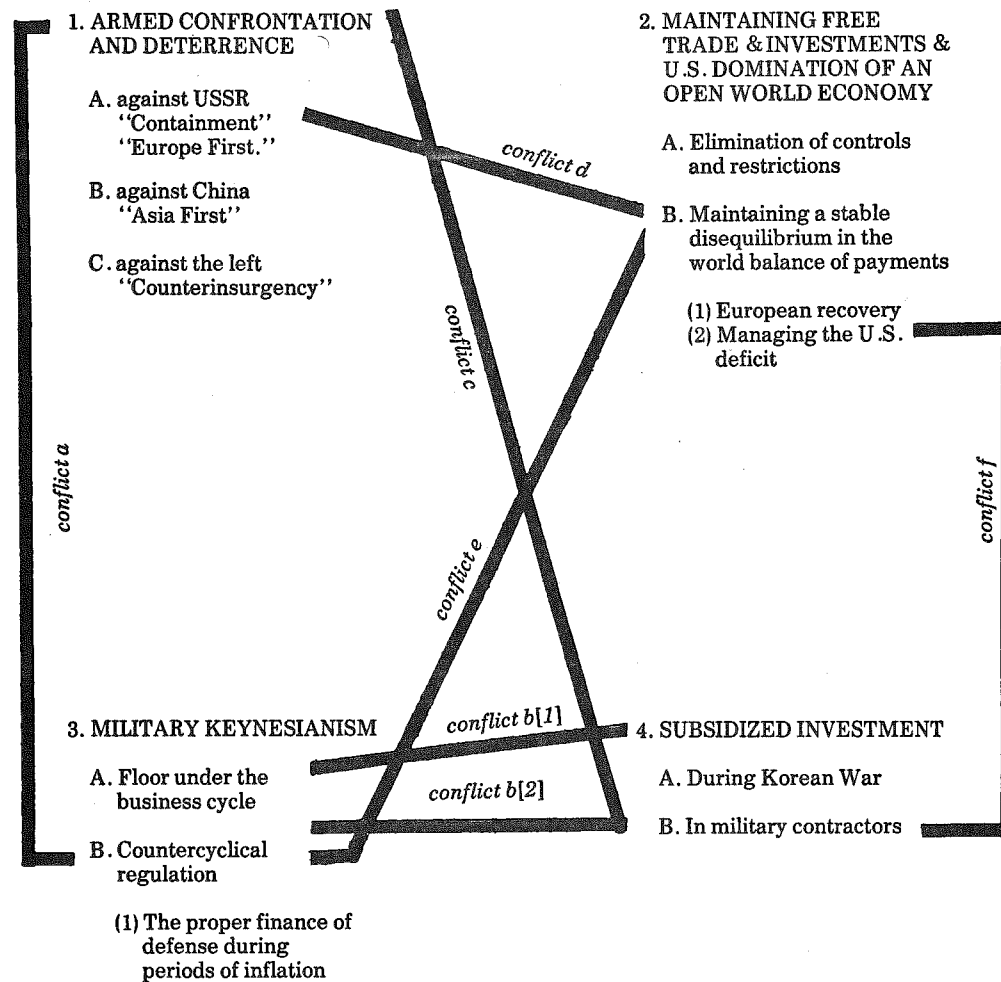 1. ARMED CONFRONTATION
AND DETERRENCE
A. against USSR
"Containment"
"Europe First."
B. against China
"Asia First"
C. against the left
"Counterinsurgency"
2. MAINTAINING FREE
TRADE & INVESTMENTS &
U.S. DOMINATION OF AN
OPEN WORLD ECONOMY
A. Elimination of controls
and restrictions
B. Maintaining a stable
disequilibrium in the
world balance of payments
(1) European recovery
(2) Managing the U.S.
deficit
conflict d
conflict c
conflict a
conflict f
conflict e
3. MILITARY KEYNESIANISM
A. Floor under the
business cycle
B. Countercyclical
regulation
(1) The proper finance of
defense during
periods of inflation
conflict b[1]
conflict b[2]
4. SUBSIDIZED INVESTMENT
A. During Korean War
B. In military contractors